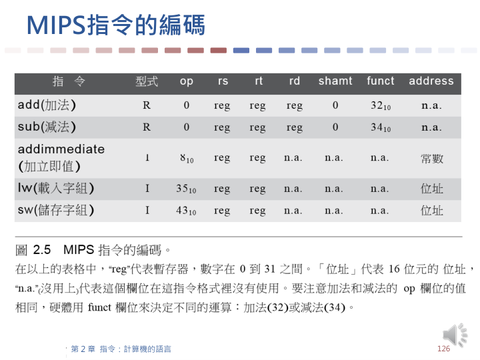 MIPS指令的編碼
指 令 型式 op rs rt rd shamt funct address
add(加法) R 0 reg reg reg 0 32₁₀ n.a.
sub(減法) R 0 reg reg reg 0 34₁₀ n.a.
addimmediate
(加立即值) I 8₁₀ reg reg n.a. n.a. n.a. 常數
lw(載入字組) I 35₁₀ reg reg n.a. n.a. n.a. 位址
sw(儲存字組) I 43₁₀ reg reg n.a. n.a. n.a. 位址
圖 2.5 MIPS 指令的編碼。
在以上的表格中，“reg”代表暫存器，數字在 0 到 31 之間。「位址」代表 16 位元的 位址，
“n.a.”(沒用上)代表這個欄位在這指令格式裡沒有使用。要注意加法和減法的 op 欄位的值
相同，硬體用 funct 欄位來決定不同的運算：加法(32)或減法(34)。
第 2 章 指令：計算機的語言
126